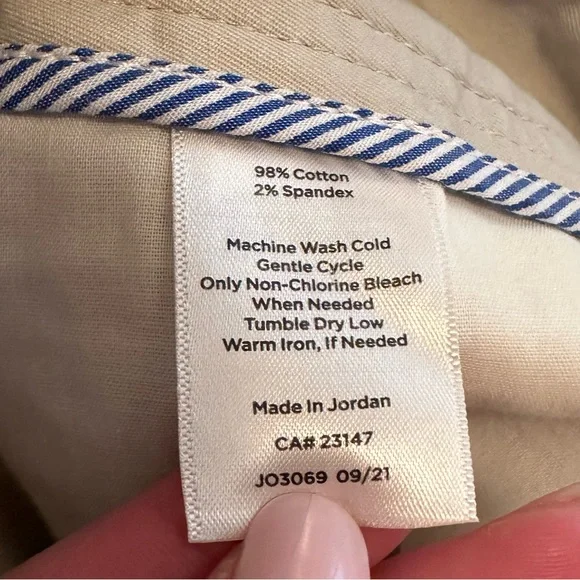 98% Cotton
2% Spandex
Machine Wash Cold
Gentle Cycle
Only Non-Chlorine Bleach
When Needed
Tumble Dry Low
Warm Iron, If Needed
Made In Jordan
CA# 23147
JO3069 09/21